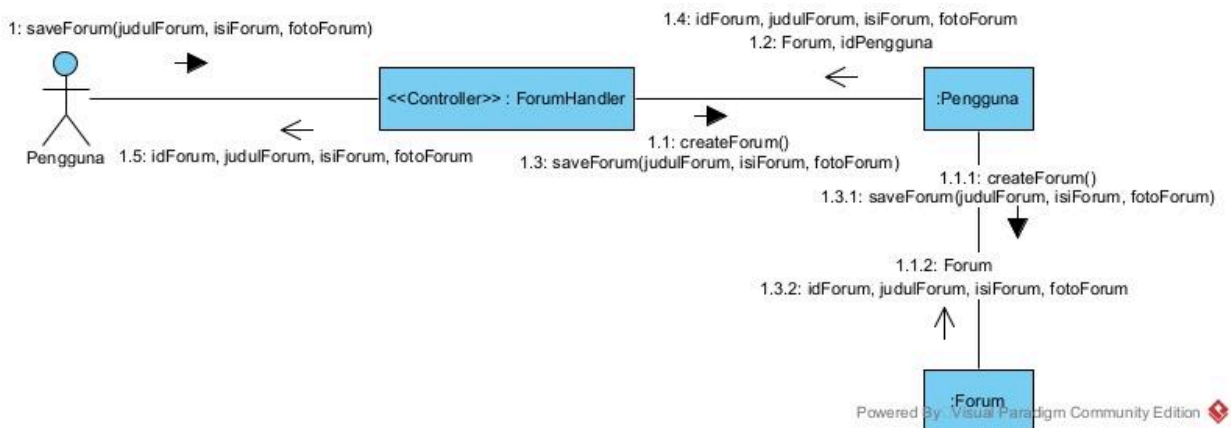 1: saveForum(judulForum, isiForum, fotoForum)
1.4: idForum, judulForum, isiForum, fotoForum
1.2: Forum, idPengguna
<<Controller>> : ForumHandler
:Pengguna
Pengguna
1.5: idForum, judulForum, isiForum, fotoForum
1.1: createForum()
1.3: saveForum(judulForum, isiForum, fotoForum)
1.1.1: createForum()
1.3.1: saveForum(judulForum, isiForum, fotoForum)
1.1.2: Forum
1.3.2: idForum, judulForum, isiForum, fotoForum
:Forum
Powered By: Visual Paradigm Community Edition